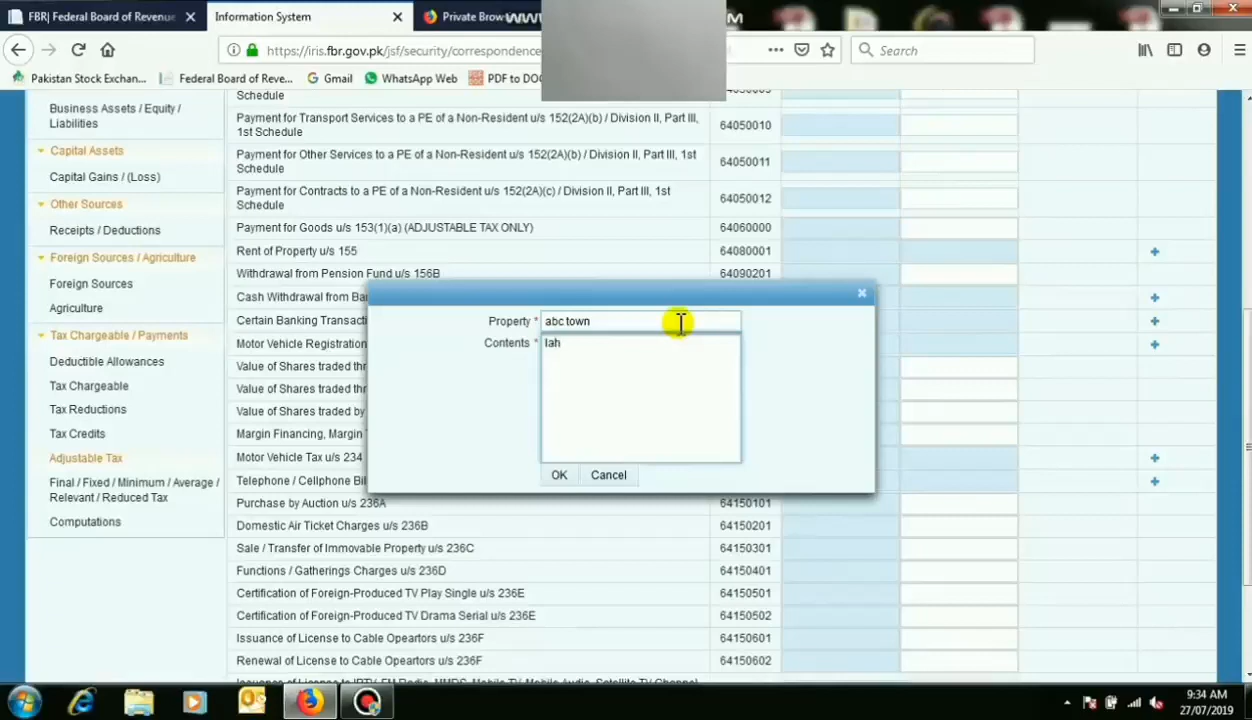 FBR| Federal Board of Revenue
Information System
Private Brow
WWW
M
https://iris.fbr.gov.pk/jsf/security/correspondence
Search
Pakistan Stock Exchan...
Federal Board of Reve...
Gmail
WhatsApp Web
PDF to DOC
Business Assets / Equity /
Liabilities
Capital Assets
Capital Gains / (Loss)
Other Sources
Receipts / Deductions
Foreign Sources / Agriculture
Foreign Sources
Agriculture
Tax Chargeable / Payments
Deductible Allowances
Tax Chargeable
Tax Reductions
Tax Credits
Adjustable Tax
Final / Fixed / Minimum / Average /
Relevant / Reduced Tax
Computations
Schedule
Payment for Transport Services to a PE of a Non-Resident u/s 152(2A)(b) / Division II, Part III,
1st Schedule
64050010
Payment for Other Services to a PE of a Non-Resident u/s 152(2A)(b) / Division II, Part III, 1st
Schedule
64050011
Payment for Contracts to a PE of a Non-Resident u/s 152(2A)(c) / Division II, Part III, 1st
Schedule
64050012
Payment for Goods u/s 153(1)(a) (ADJUSTABLE TAX ONLY) 64060000
Rent of Property u/s 155 64080001
Withdrawal from Pension Fund u/s 156B 64090201
Cash Withdrawal from Ba
Certain Banking Transacti
Motor Vehicle Registration
Value of Shares traded thr
Value of Shares traded thr
Value of Shares traded by
Margin Financing, Margin
Motor Vehicle Tax u/s 234
Telephone / Cellphone Bil
Property * abc town
Contents * lah
OK Cancel
Purchase by Auction u/s 236A 64150101
Domestic Air Ticket Charges u/s 236B 64150201
Sale / Transfer of Immovable Property u/s 236C 64150301
Functions / Gatherings Charges u/s 236D 64150401
Certification of Foreign-Produced TV Play Single u/s 236E 64150501
Certification of Foreign-Produced TV Drama Serial u/s 236E 64150502
Issuance of License to Cable Opeartors u/s 236F 64150601
Renewal of License to Cable Opeartors u/s 236F 64150602
9:34 AM
27/07/2019